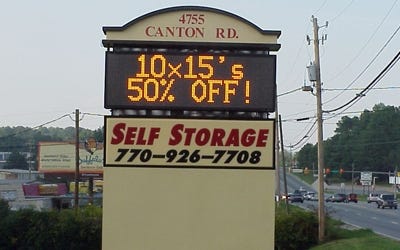 4755
CANTON RD.
10x15's
50% OFF!
SELF STORAGE
770-926-7708